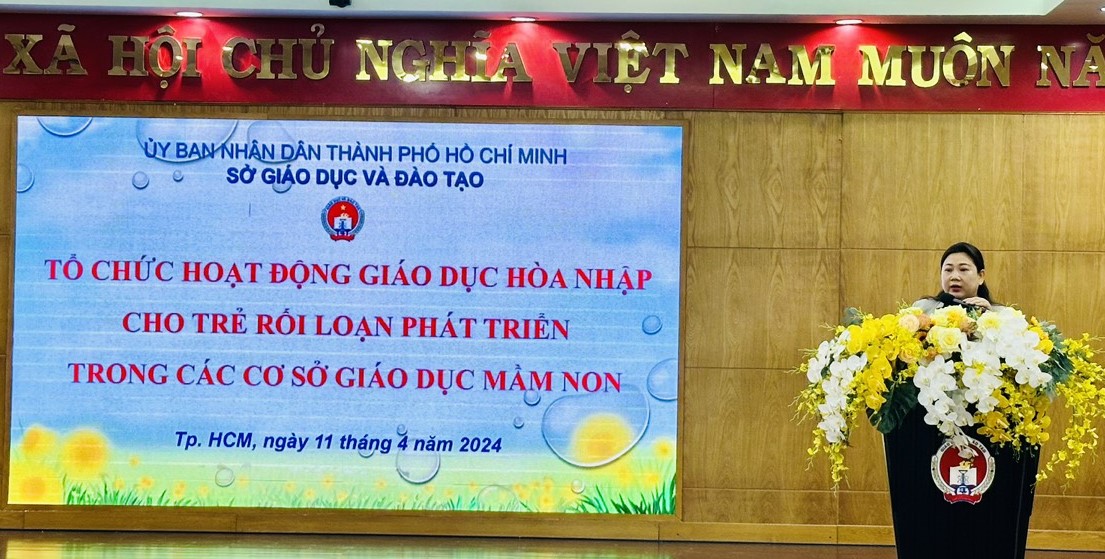 XÃ HỘI CHỦ NGHĨA VIỆT NAM MUÔN NĂ
ỦY BAN NHÂN DÂN THÀNH PHỐ HỒ CHÍ MINH
SỞ GIÁO DỤC VÀ ĐÀO TẠO
TỔ CHỨC HOẠT ĐỘNG GIÁO DỤC HÒA NHẬP
CHO TRẺ RỐI LOẠN PHÁT TRIỂN
TRONG CÁC CƠ SỞ GIÁO DỤC MẦM NON
Tp. HCM, ngày 11 tháng 4 năm 2024